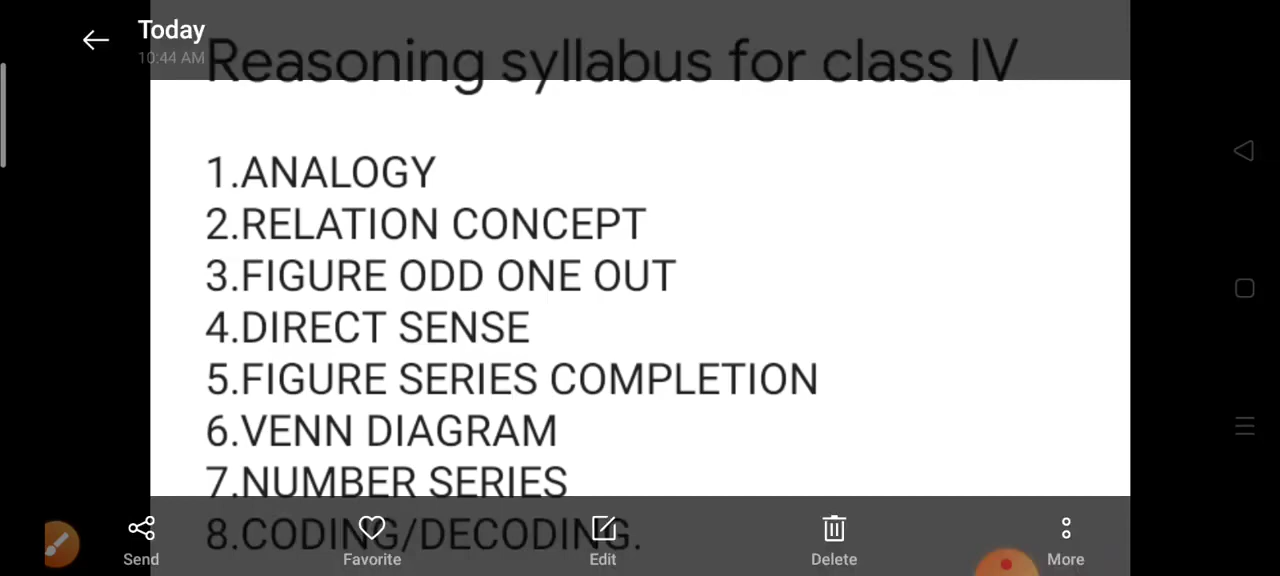 Today
10:44 AM
Reasoning syllabus for class IV
1.ANALOGY
2.RELATION CONCEPT
3.FIGURE ODD ONE OUT
4.DIRECT SENSE
5.FIGURE SERIES COMPLETION
6.VENN DIAGRAM
7.NUMBER SERIES
8.CODING/DECODING.
Send Favorite Edit Delete More